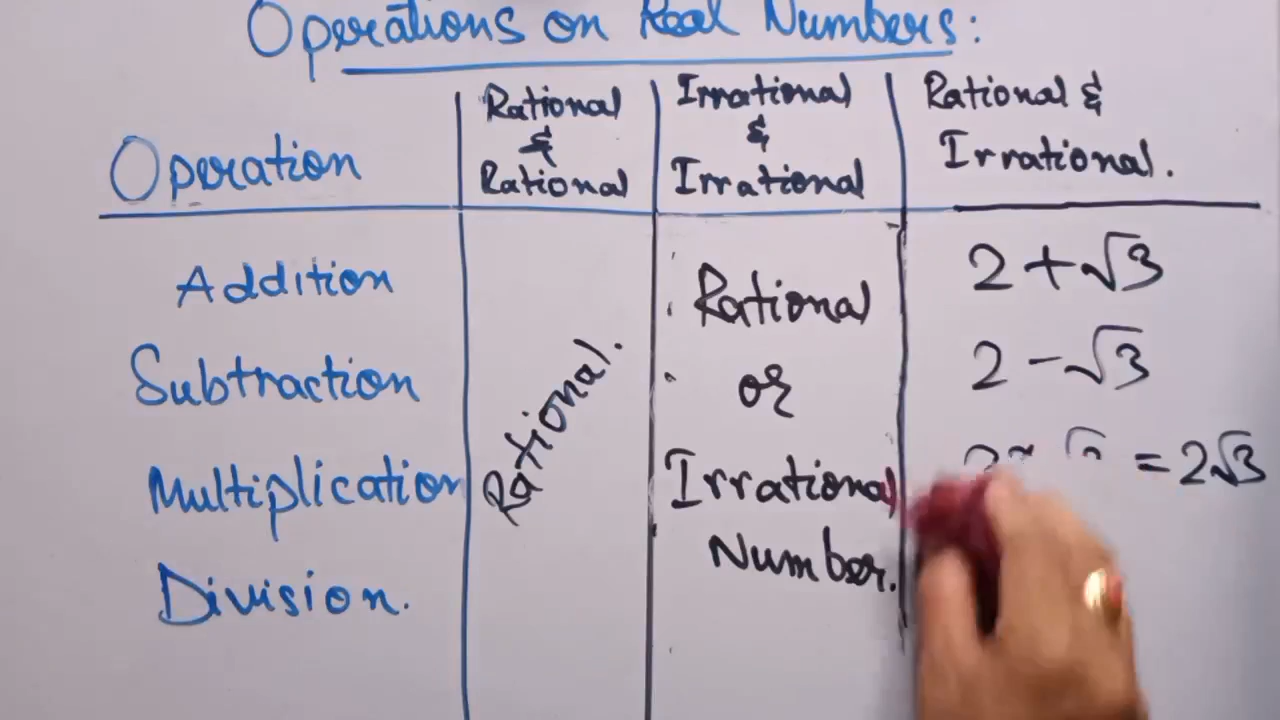 Operations on Real Numbers:
Operation
Rational
&
Rational
Irrational
&
Irrational
Rational &
Irrational.
Addition
Subtraction
Multiplication
Division.
Rational.
Rational
or
Irrational
Number.
2 + √3
2 - √3
= 2√3